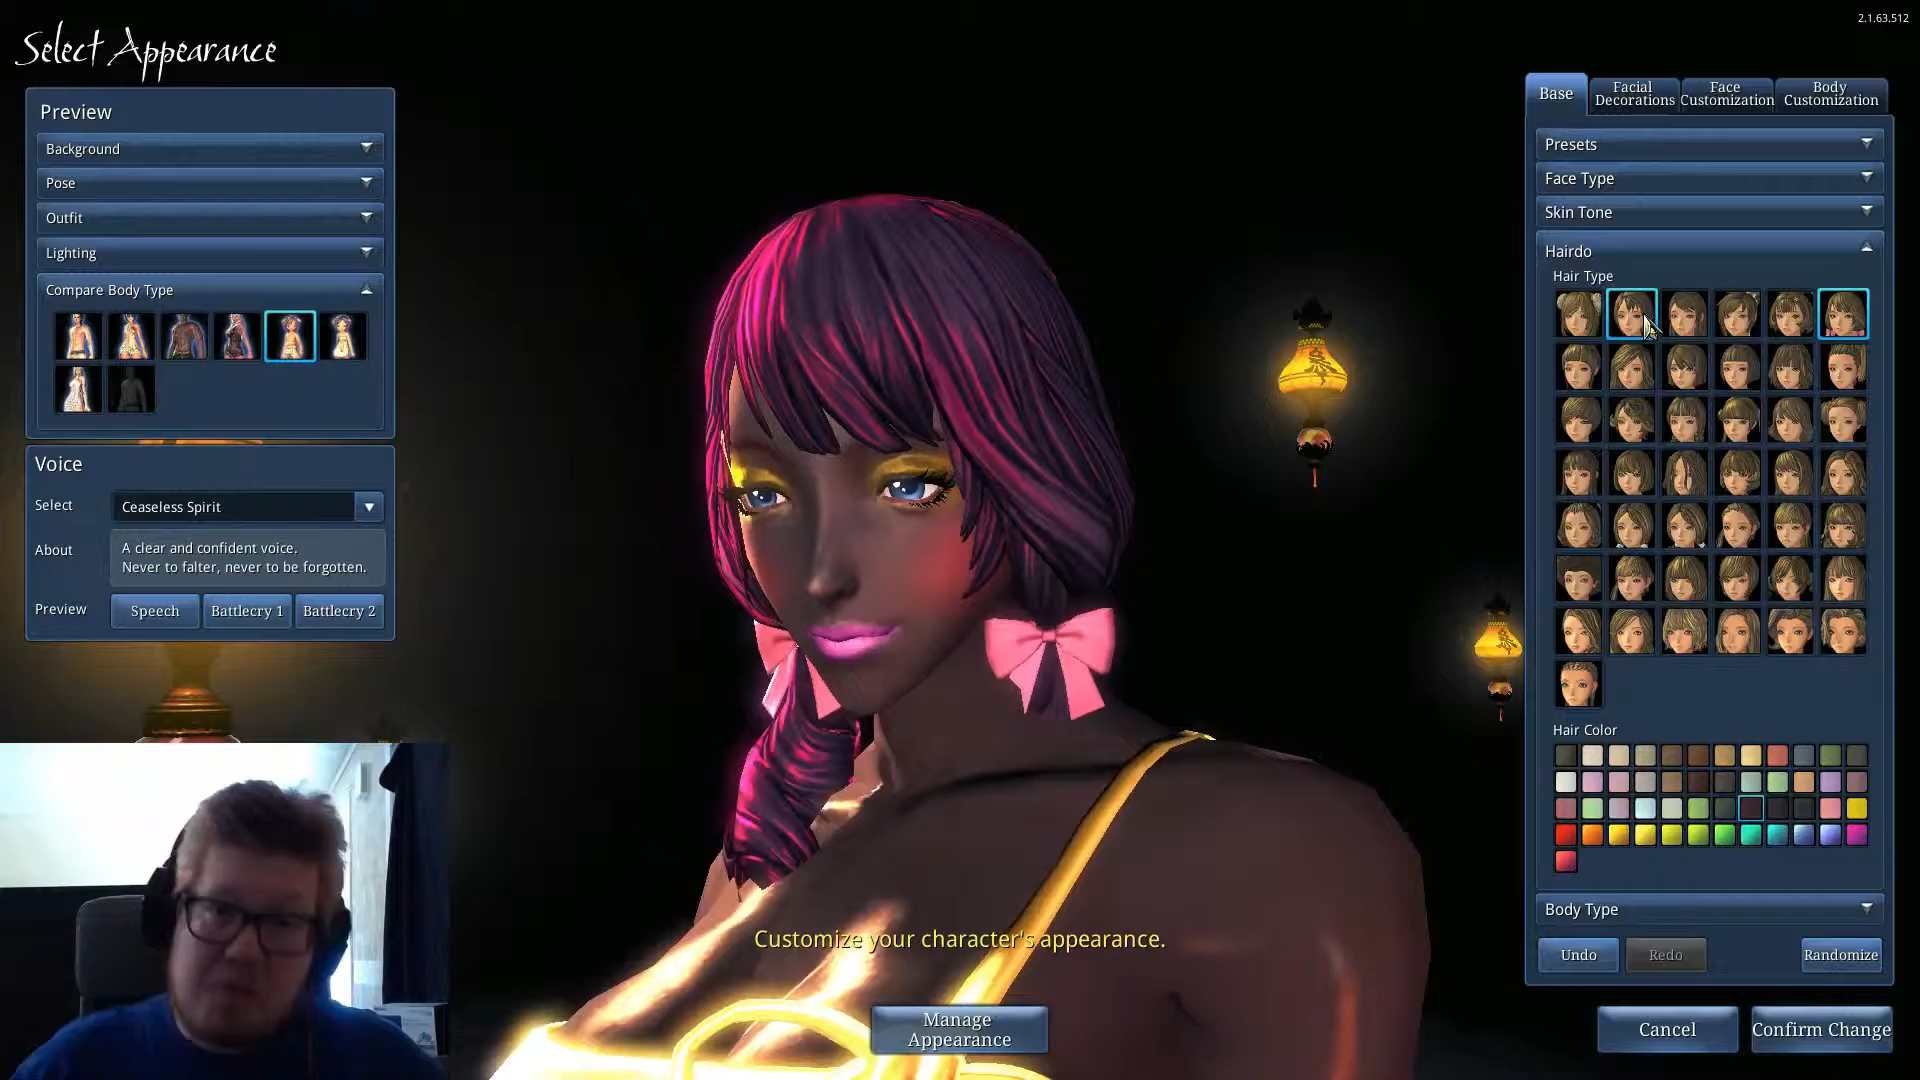 2.1.63.512
Select Appearance
Preview
Background
Pose
Outfit
Lighting
Compare Body Type
Voice
Select
Ceaseless Spirit
About
A clear and confident voice.
Never to falter, never to be forgotten.
Preview
Speech
Battlecry 1
Battlecry 2
Base
Facial
Decorations
Face
Customization
Body
Customization
Presets
Face Type
Skin Tone
Hairdo
Hair Type
Hair Color
Body Type
Undo
Redo
Randomize
Customize your character's appearance.
Manage
Appearance
Cancel
Confirm Change